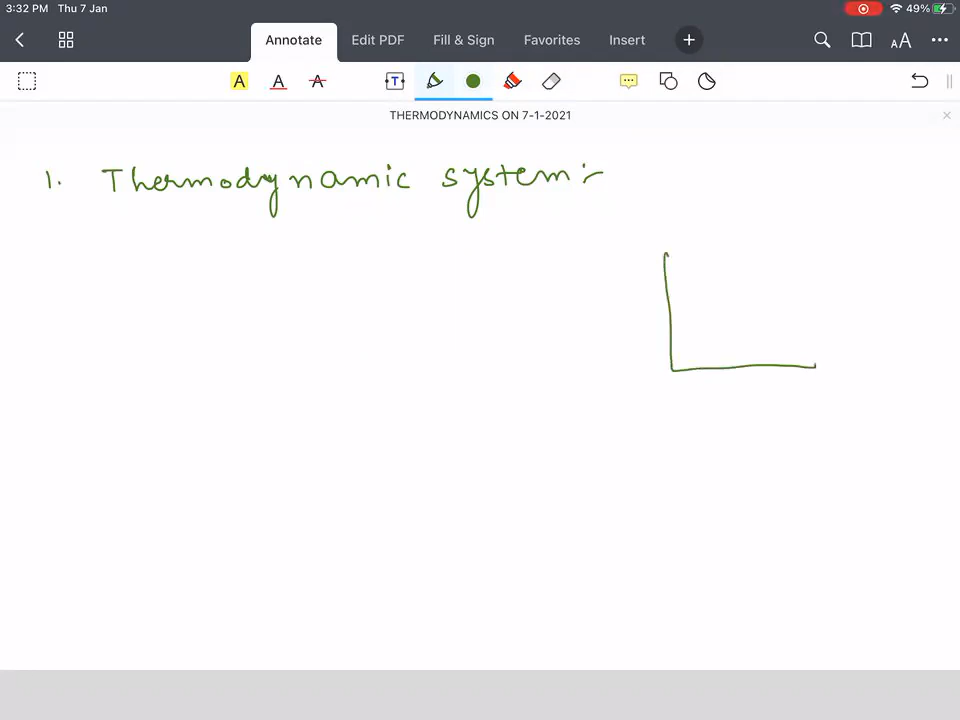 3:32 PM Thu 7 Jan 49%
Annotate Edit PDF Fill & Sign Favorites Insert
A A A T AA
THERMODYNAMICS ON 7-1-2021
1. Thermodynamic system :-